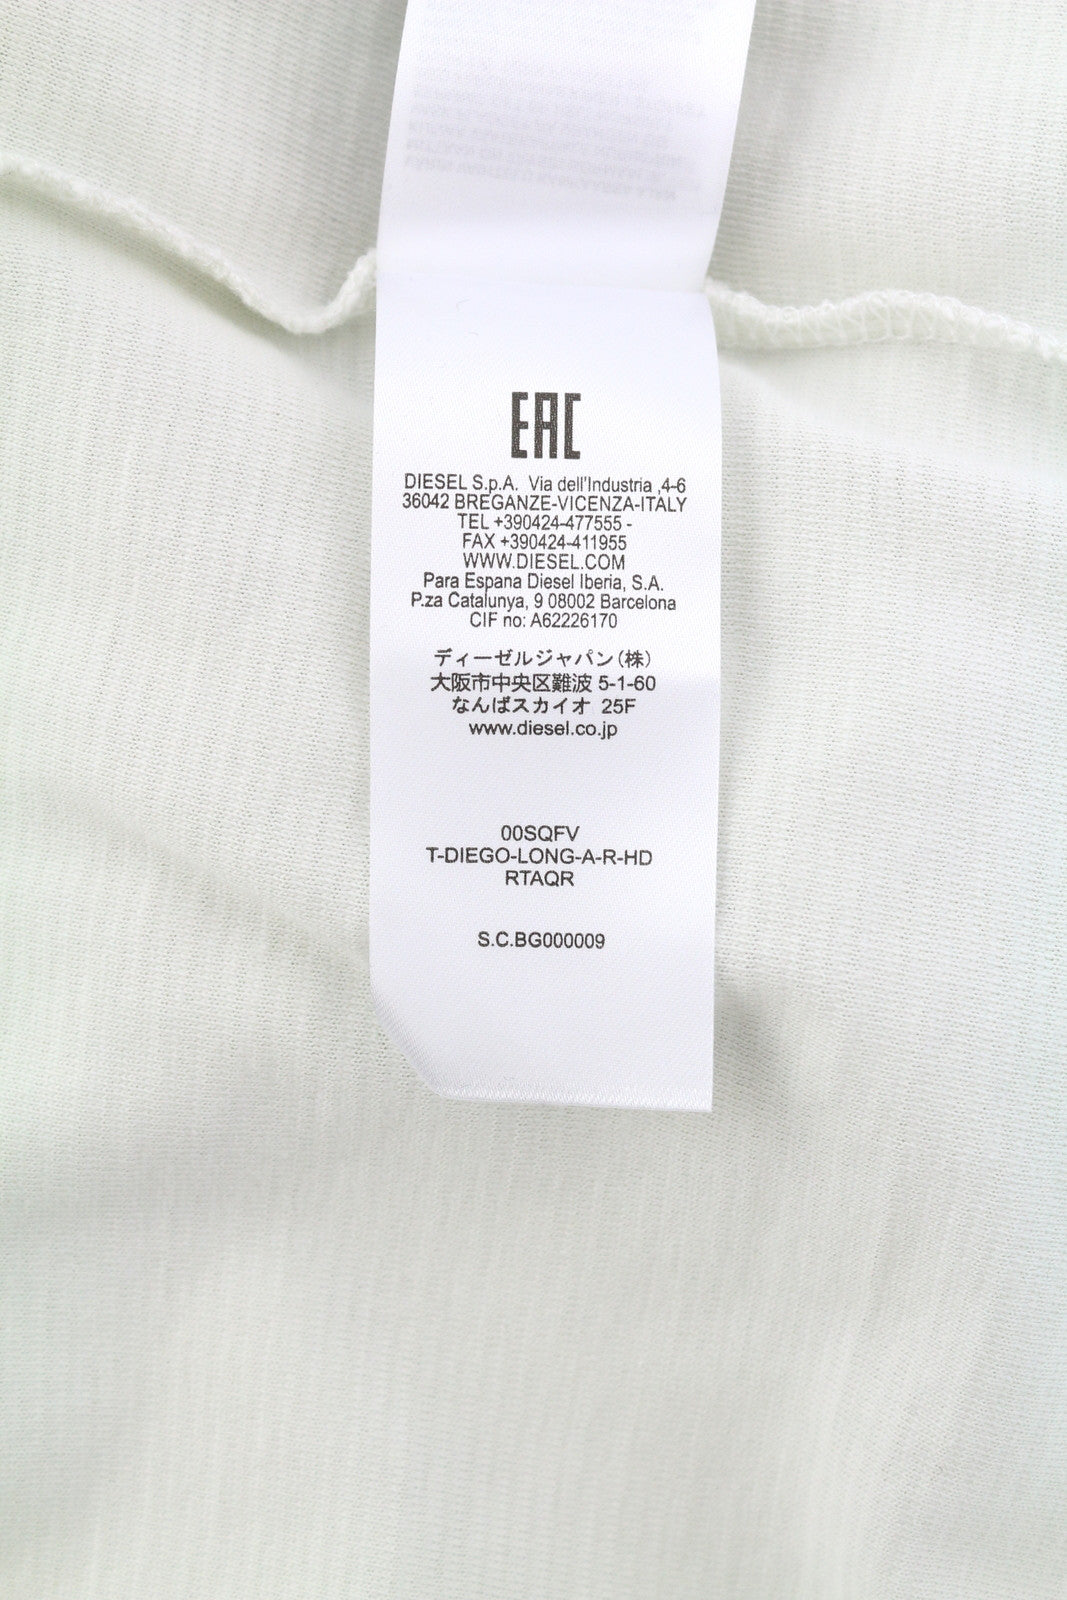 EAC
DIESEL S.p.A. Via dell'Industria ,4-6
36042 BREGANZE-VICENZA-ITALY
TEL +390424-477555 -
FAX +390424-411955
WWW.DIESEL.COM
Para Espana Diesel Iberia, S.A.
P.za Catalunya, 9 08002 Barcelona
CIF no: A62226170
ディーゼルジャパン(株)
大阪市中央区難波 5-1-60
なんばスカイオ 25F
www.diesel.co.jp
00SQFV
T-DIEGO-LONG-A-R-HD
RTAQR
S.C.BG000009